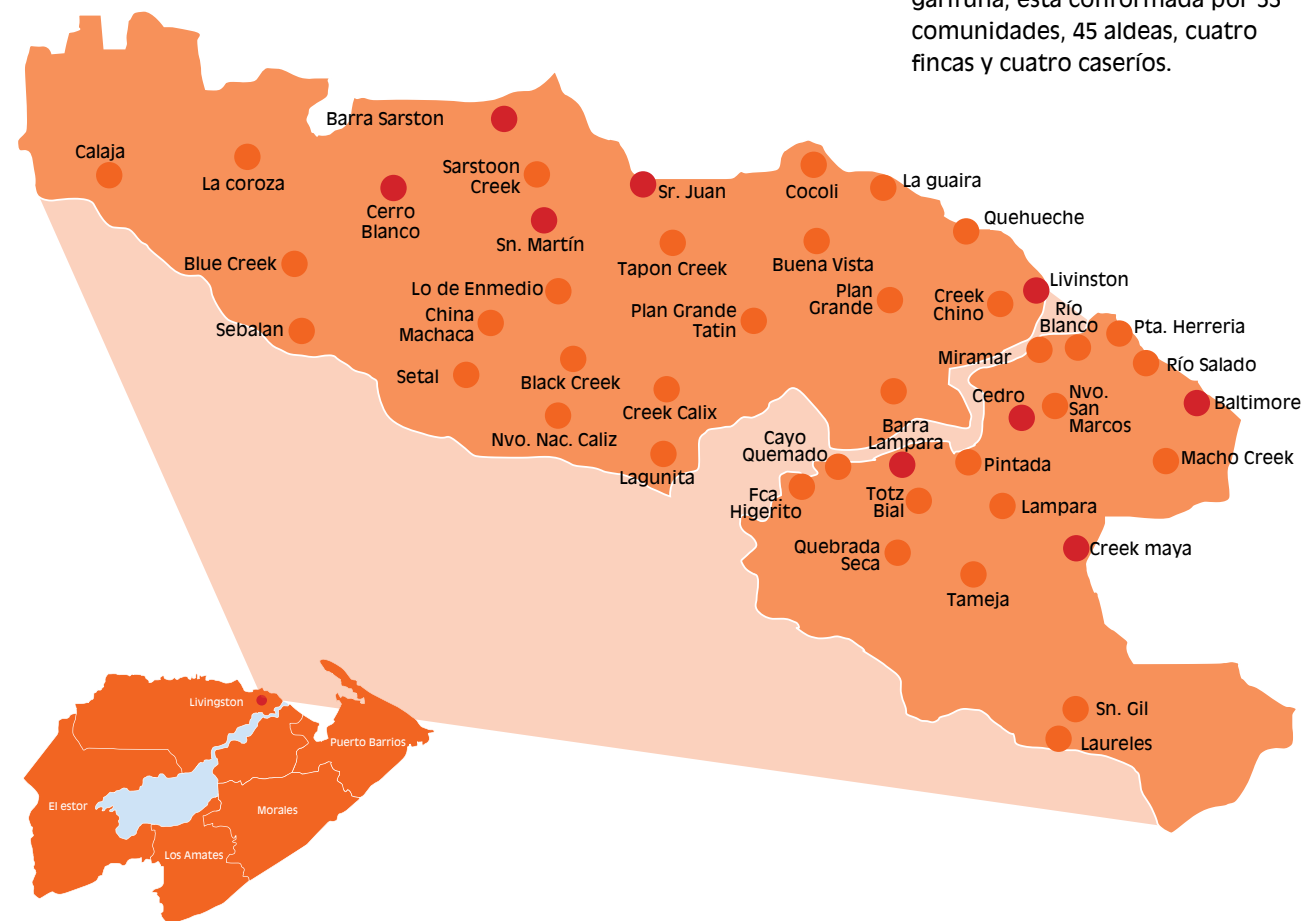 comunidades, 45 aldeas, cuatro
fincas y cuatro caseríos.
Barra Sarston
Calaja
La coroza
Sarstoon
Creek
Cerro
Blanco
Sn. Martín
Sr. Juan
Cocoli
La guaira
Quehueche
Blue Creek
Tapon Creek
Buena Vista
Livinston
Lo de Enmedio
China
Machaca
Plan Grande
Tatin
Plan
Grande
Creek
Chino
Río
Blanco
Pta. Herreria
Sebalan
Miramar
Río Salado
Setal
Black Creek
Creek Calix
Cedro
Nvo.
San
Marcos
Baltimore
Nvo. Nac. Caliz
Lagunita
Cayo
Quemado
Barra
Lampara
Pintada
Macho Creek
Fca.
Higerito
Totz
Bial
Lampara
Quebrada
Seca
Creek maya
Tameja
Sn. Gil
Laureles
Livingston
Puerto Barrios
El estor
Morales
Los Amates